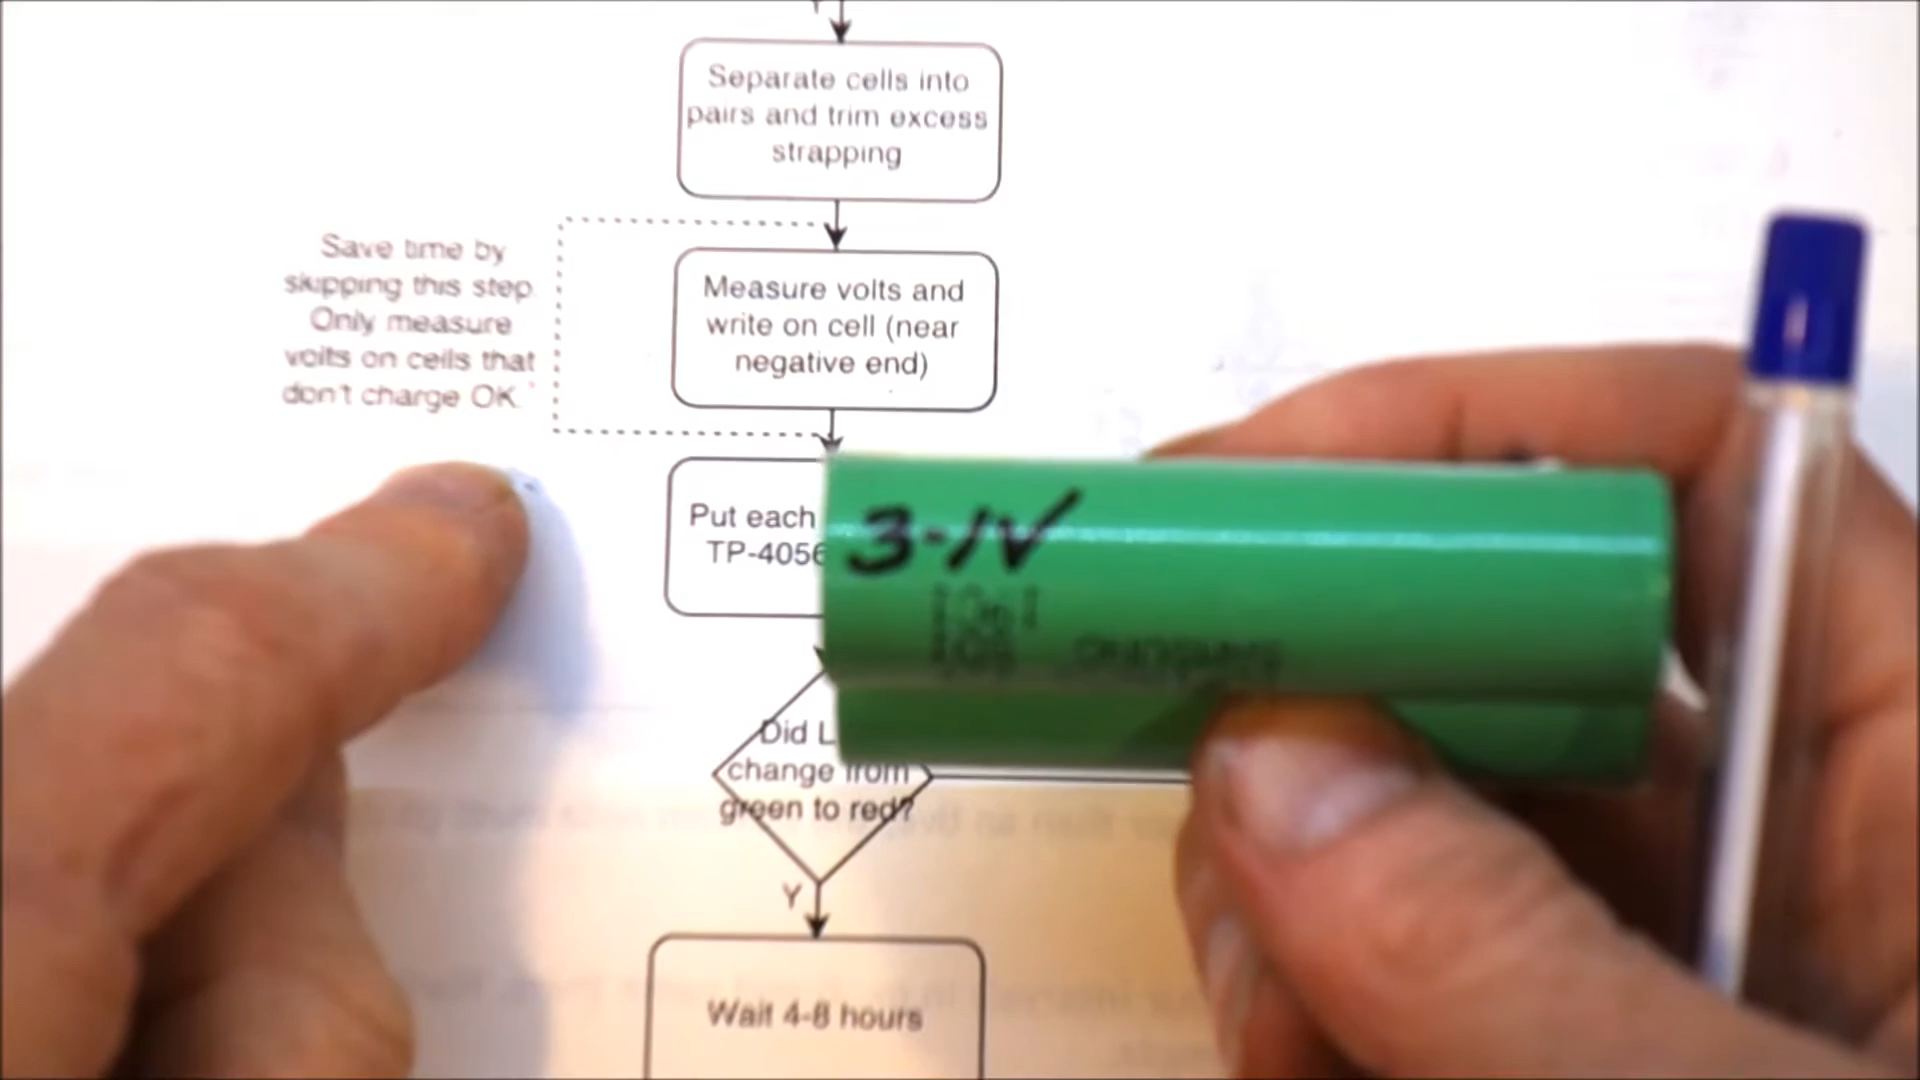 Separate cells into
pairs and trim excess
strapping
Save time by
skipping this step.
Only measure
volts on cells that
don't charge OK.
Measure volts and
write on cell (near
negative end)
Put each
TP-4056
3-1V
SAMSUNG
Did L
change from
green to red?
Y
Wait 4-8 hours